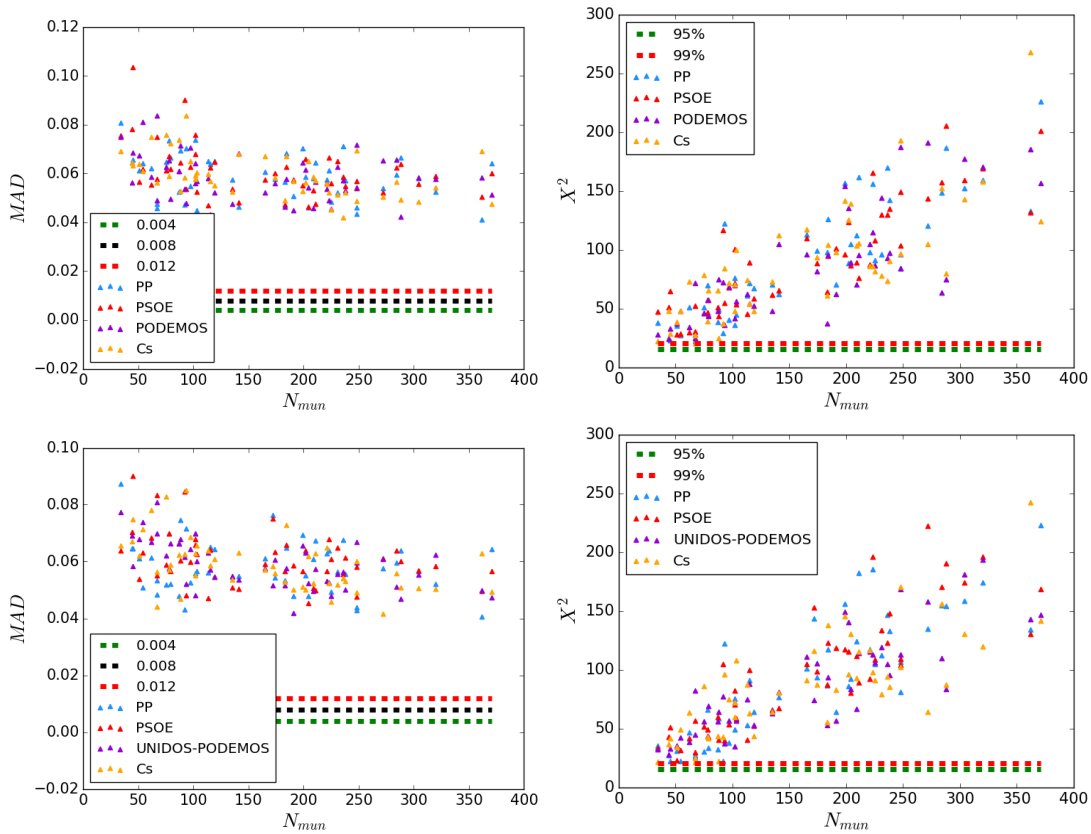 0.12
0.10
0.08
0.06
0.04
0.02
0.00
−0.02
MAD
0.004
0.008
0.012
PP
PSOE
PODEMOS
Cs
0 50 100 150 200 250 300 350 400
N_mun
300
250
200
150
100
50
0
X^2
95%
99%
PP
PSOE
PODEMOS
Cs
0 50 100 150 200 250 300 350 400
N_mun
0.10
0.08
0.06
0.04
0.02
0.00
−0.02
MAD
0.004
0.008
0.012
PP
PSOE
UNIDOS-PODEMOS
Cs
0 50 100 150 200 250 300 350 400
N_mun
300
250
200
150
100
50
0
X^2
95%
99%
PP
PSOE
UNIDOS-PODEMOS
Cs
0 50 100 150 200 250 300 350 400
N_mun